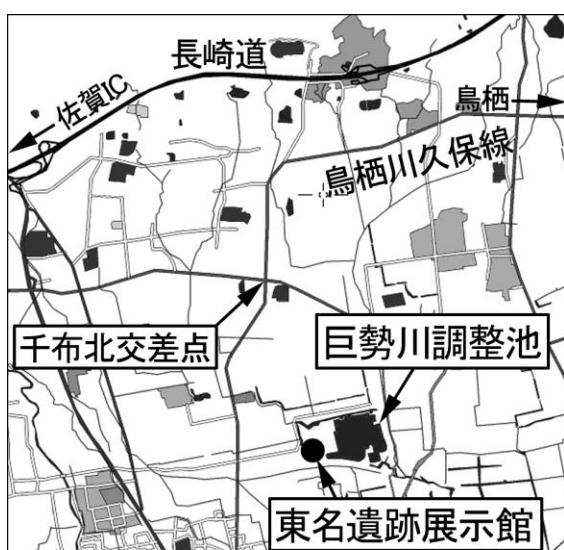 長崎道
佐賀IC
鳥栖
鳥栖川久保線
千布北交差点
巨勢川調整池
東名遺跡展示館